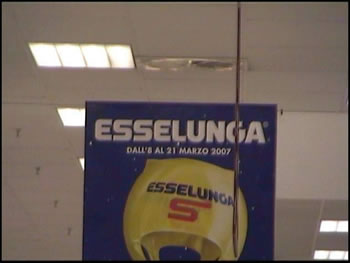 ESSELUNGA®
DALL'8 AL 21 MARZO 2007
ESSELUNGA
S